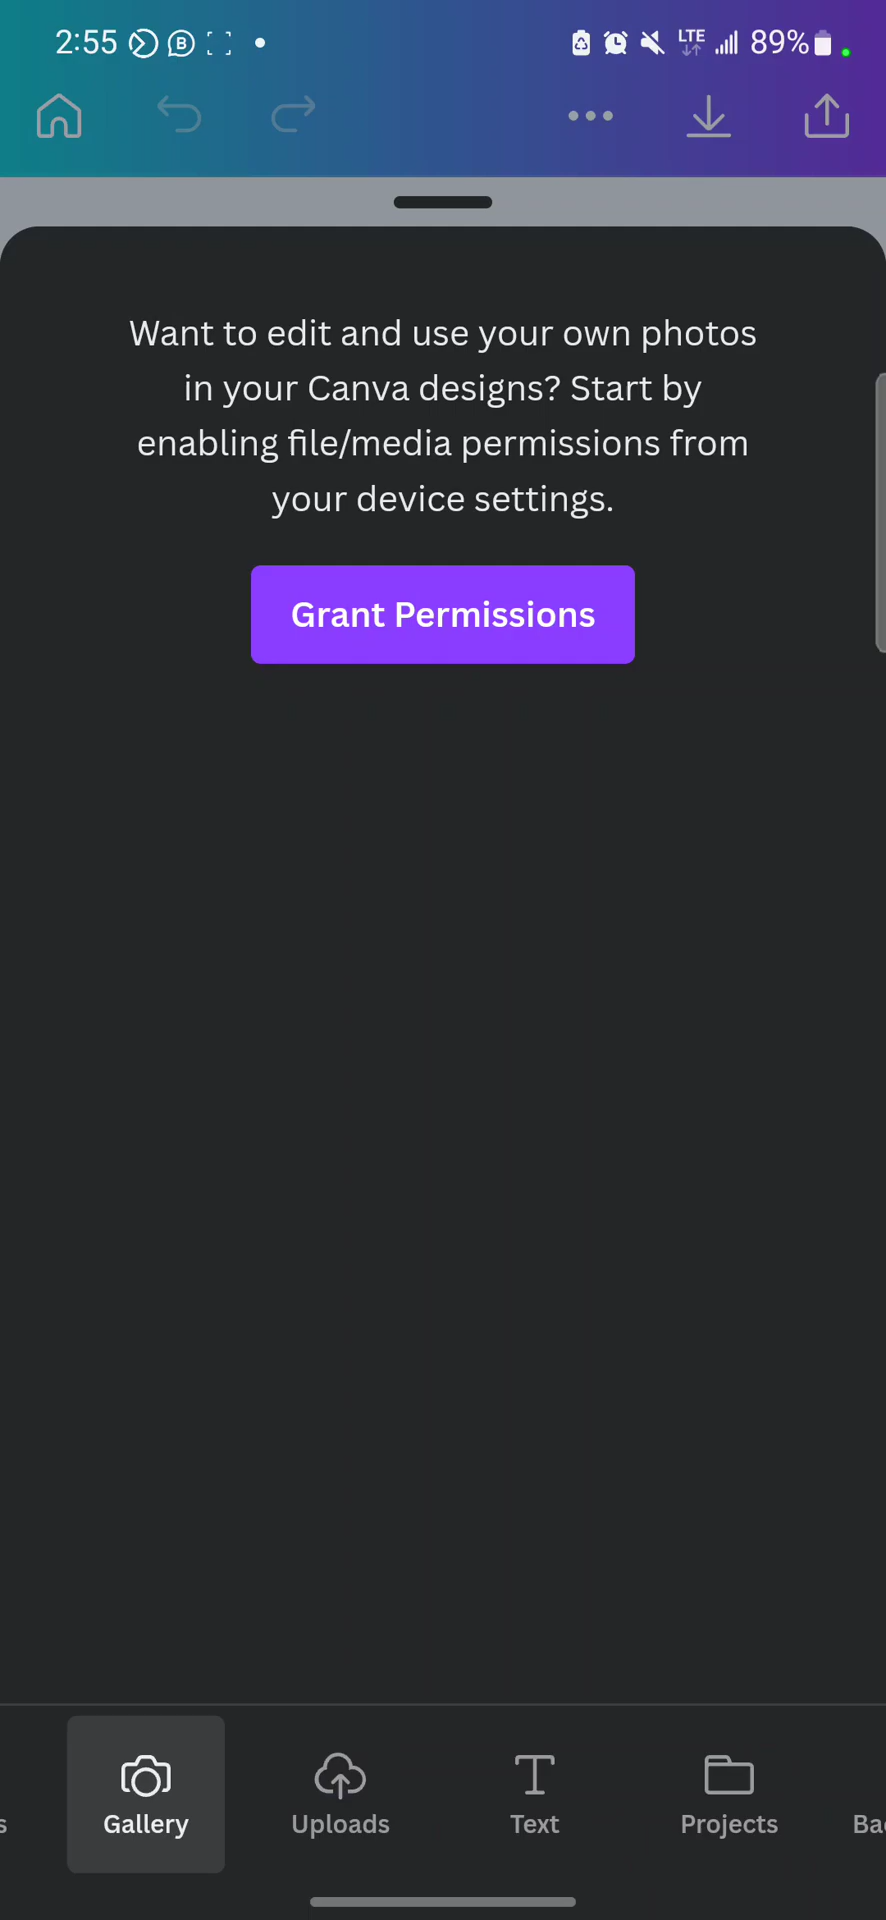 2:55
B
LTE
89%
Want to edit and use your own photos
in your Canva designs? Start by
enabling file/media permissions from
your device settings.
Grant Permissions
s
Gallery
Uploads
Text
Projects
Ba